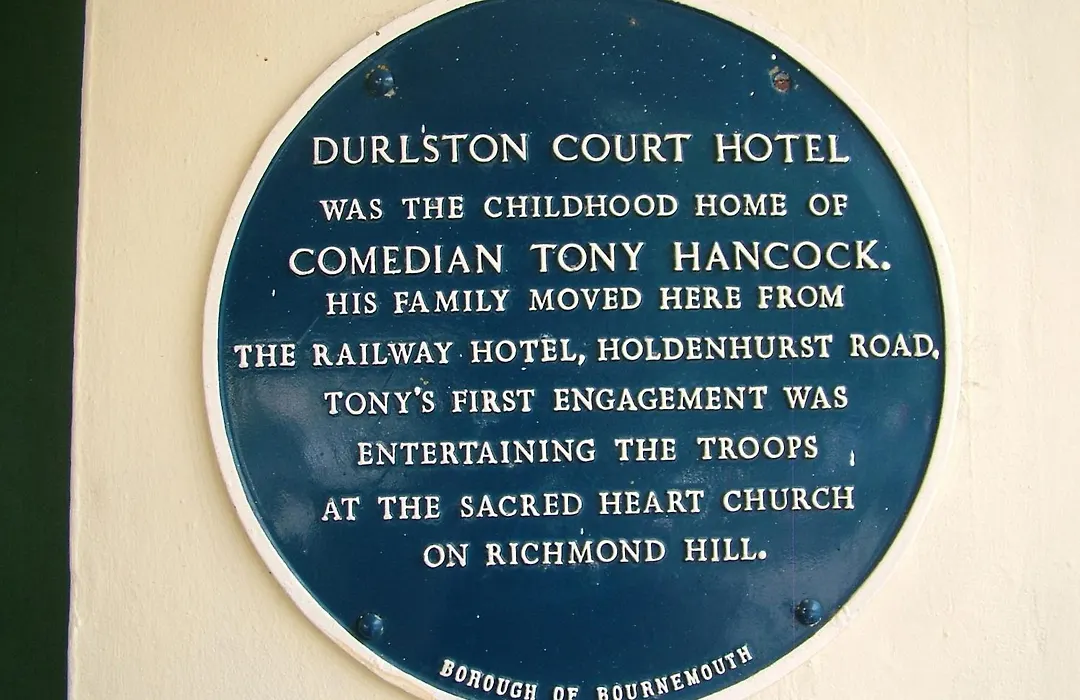 DURLSTON COURT HOTEL
WAS THE CHILDHOOD HOME OF
COMEDIAN TONY HANCOCK.
HIS FAMILY MOVED HERE FROM
THE RAILWAY HOTEL, HOLDENHURST ROAD.
TONY'S FIRST ENGAGEMENT WAS
ENTERTAINING THE TROOPS
AT THE SACRED HEART CHURCH
ON RICHMOND HILL.
BOROUGH OF BOURNEMOUTH